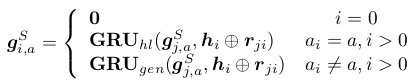 g^S_{i,a} = { 0   i = 0
GRU_{hl}(g^S_{j,a}, h_i ⊕ r_{ji})   a_i = a, i > 0
GRU_{gen}(g^S_{j,a}, h_i ⊕ r_{ji})   a_i ≠ a, i > 0